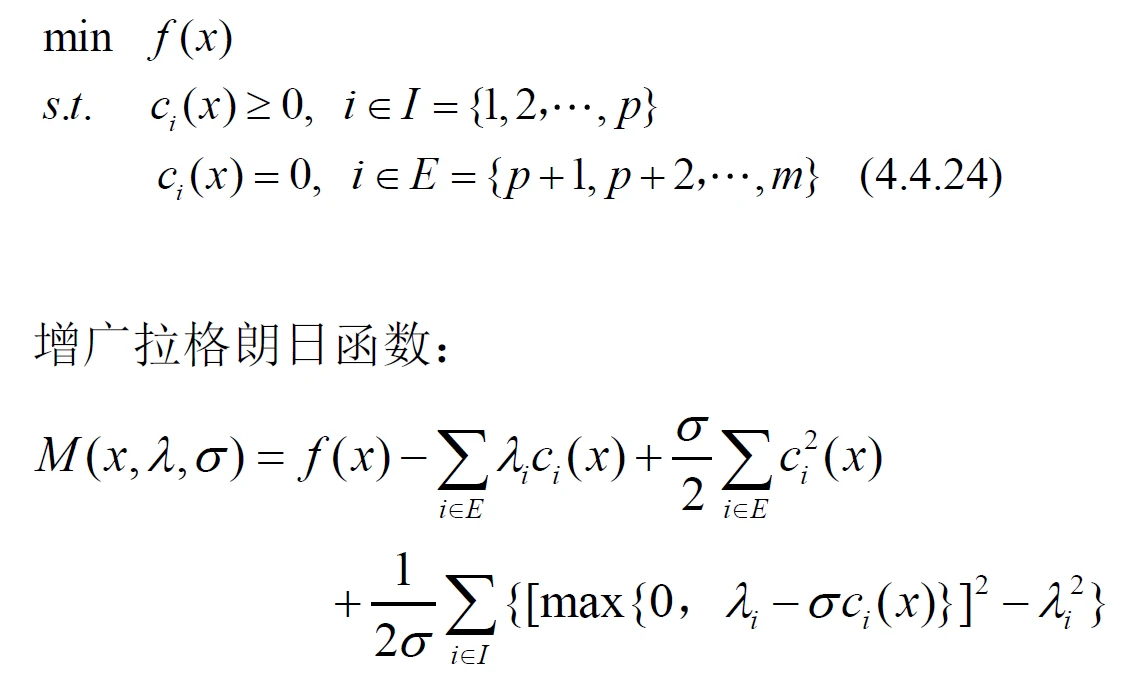 min f(x)
s.t. c_i(x) ≥ 0, i ∈ I = {1, 2，⋯, p}
c_i(x) = 0, i ∈ E = {p+1, p+2，⋯, m} (4.4.24)
增广拉格朗日函数：
M(x, λ, σ) = f(x) − ∑_{i∈E} λ_i c_i(x) + σ/2 ∑_{i∈E} c_i^2(x)
+ 1/2σ ∑_{i∈I} {[max{0，λ_i − σc_i(x)}]^2 − λ_i^2}